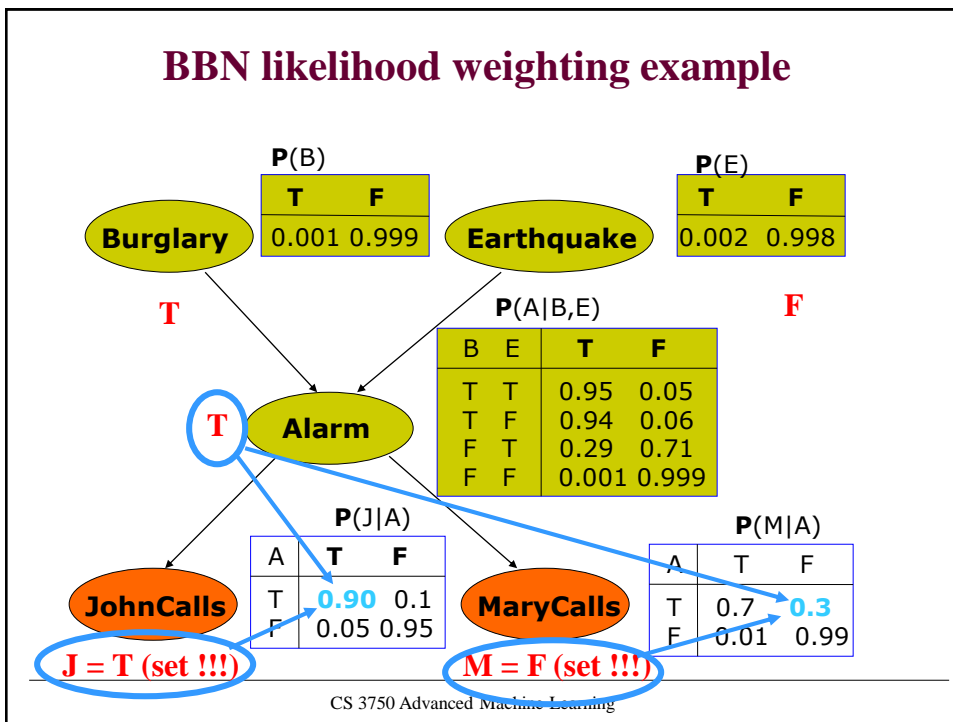 BBN likelihood weighting example
P(B)
T F
0.001 0.999
P(E)
T F
0.002 0.998
Burglary
Earthquake
T
F
P(A|B,E)
B E T F
T T 0.95 0.05
T F 0.94 0.06
F T 0.29 0.71
F F 0.001 0.999
T
Alarm
P(J|A)
A T F
T 0.90 0.1
F 0.05 0.95
P(M|A)
A T F
T 0.7 0.3
F 0.01 0.99
JohnCalls
MaryCalls
J = T (set !!!)
M = F (set !!!)
CS 3750 Advanced Machine Learning